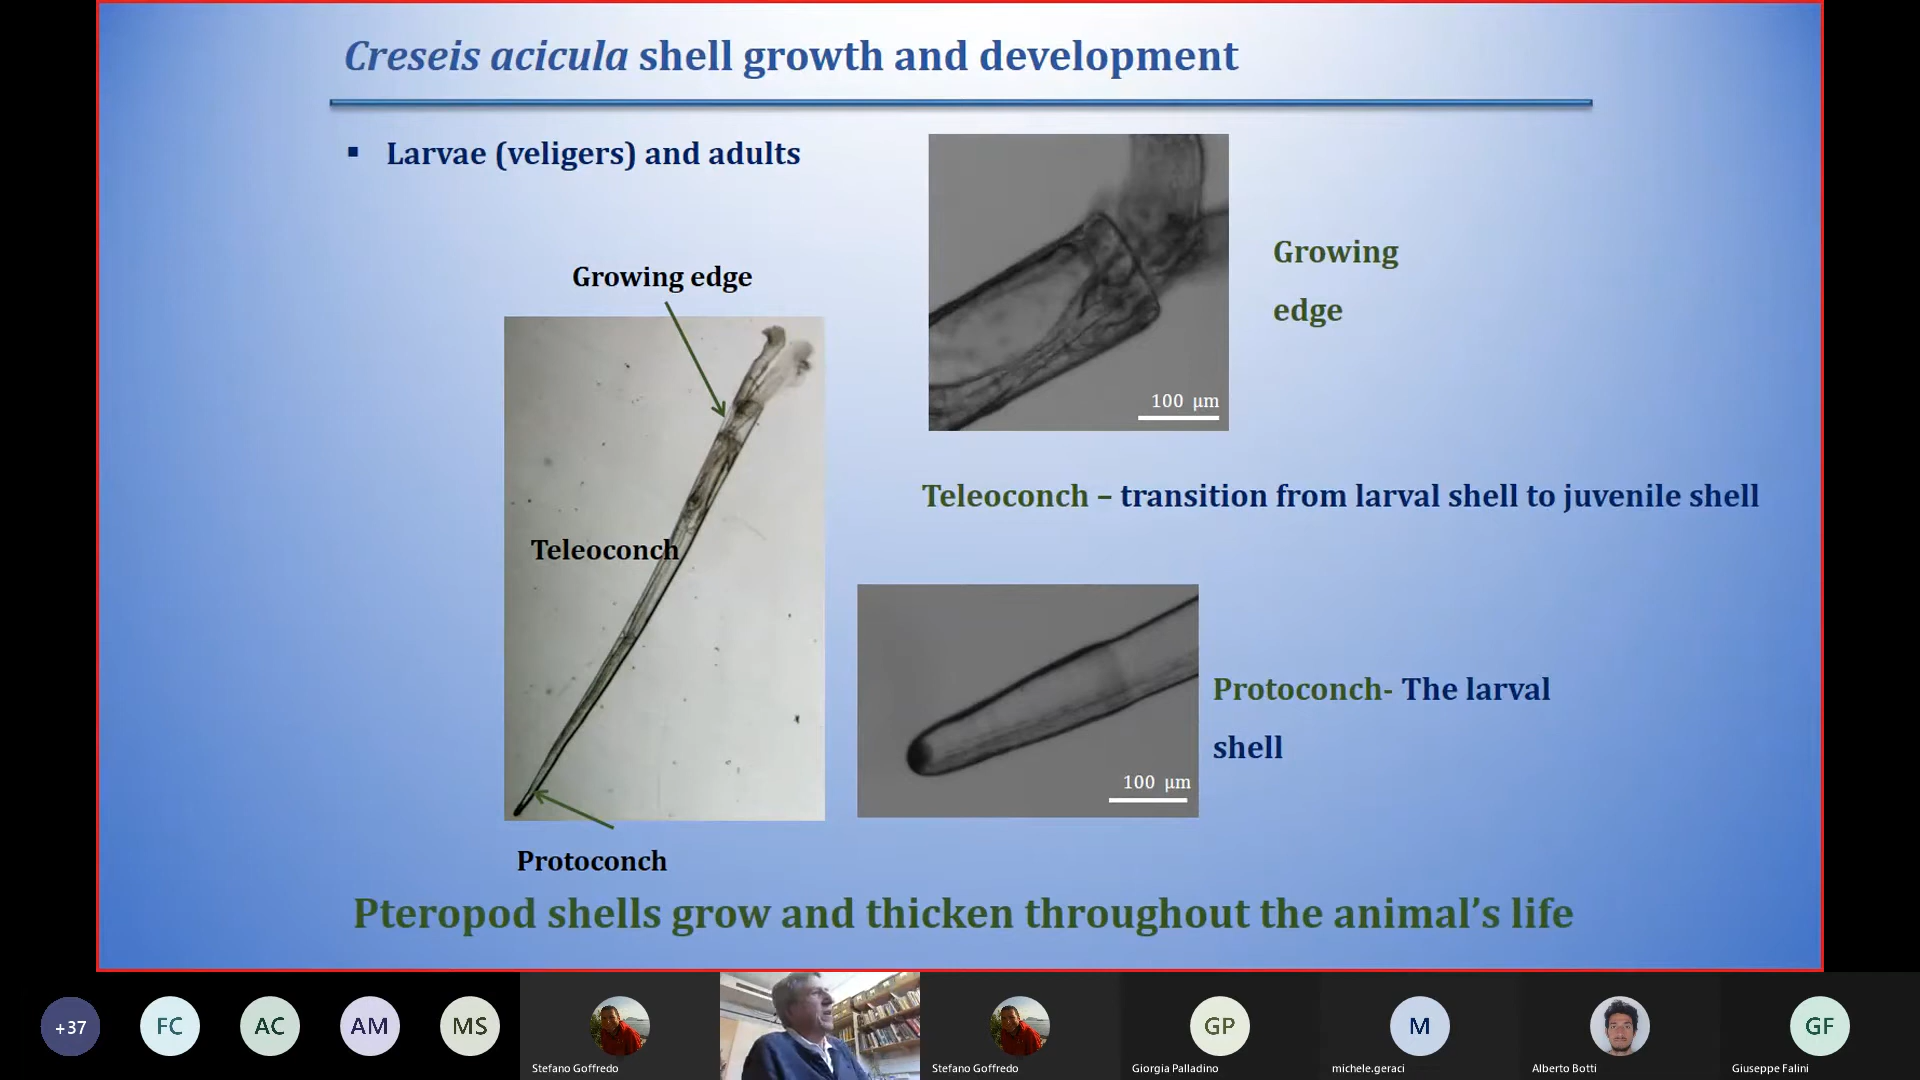 Creseis acicula shell growth and development
▪ Larvae (veligers) and adults
Growing edge
Teleoconch
Protoconch
100 μm
Growing
edge
Teleoconch – transition from larval shell to juvenile shell
100 μm
Protoconch- The larval
shell
Pteropod shells grow and thicken throughout the animal's life
+37
FC
AC
AM
MS
Stefano Goffredo
Stefano Goffredo
GP
Giorgia Palladino
M
michele.geraci
Alberto Botti
GF
Giuseppe Falini